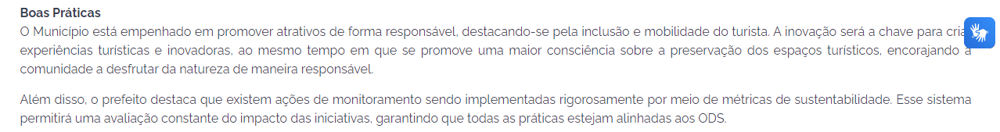 Boas Práticas
O Município está empenhado em promover atrativos de forma responsável, destacando-se pela inclusão e mobilidade do turista. A inovação será a chave para
experiências turísticas e inovadoras, ao mesmo tempo em que se promove uma maior consciência sobre a preservação dos espaços turísticos, encorajando a
comunidade a desfrutar da natureza de maneira responsável.
Além disso, o prefeito destaca que existem ações de monitoramento sendo implementadas rigorosamente por meio de métricas de sustentabilidade. Esse sistema
permitirá uma avaliação constante do impacto das iniciativas, garantindo que todas as práticas estejam alinhadas aos ODS.